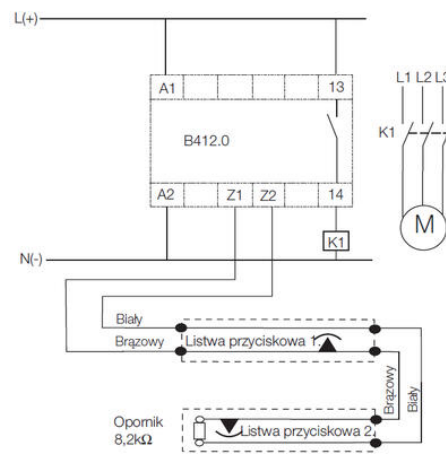 L(+)
A1
13
L1 L2 L3
B412.0
K1
A2
Z1
Z2
14
M
K1
N(-)
Biały
Brązowy
Listwa przyciskowa 1.
Brązowy
Biały
Opornik
8,2kΩ
Listwa przyciskowa 2.